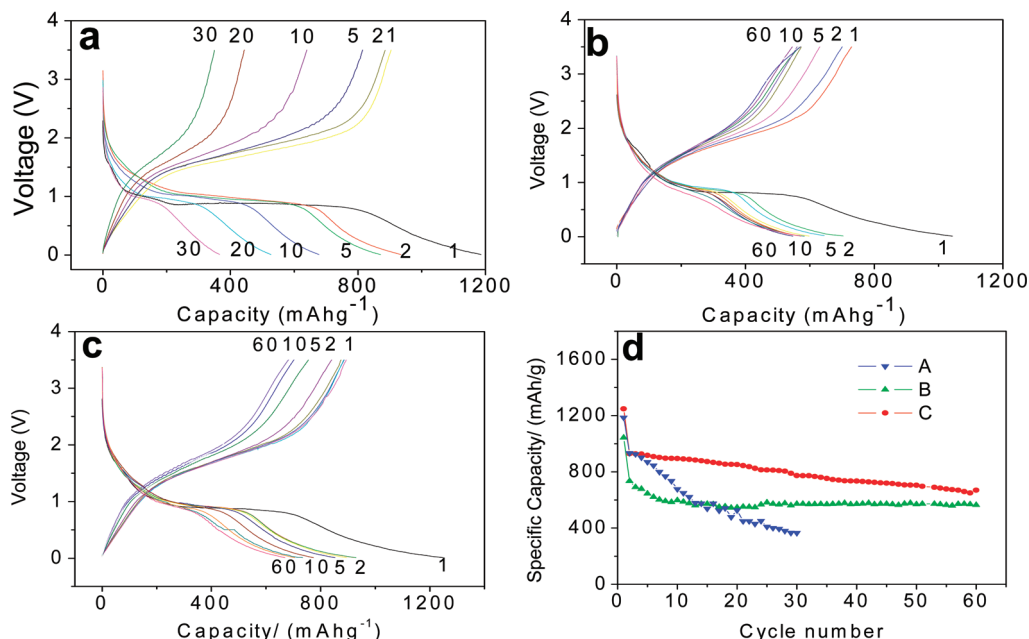 a
4
3
2
1
0
Voltage (V)
30 20 10 5 21
30 20 10 5 2 1
0 400 800 1200
Capacity (mAhg-1)
b
4
3
2
1
0
Voltage (V)
60 10 5 2 1
60 10 5 2 1
0 400 800 1200
Capacity (mAhg-1)
c
4
3
2
1
0
Voltage (V)
60 10 5 2 1
60 10 5 2 1
0 400 800 1200
Capacity/ (mAhg-1)
d
1600
1200
800
400
0
Specific Capacity/ (mAh/g)
A
B
C
0 10 20 30 40 50 60
Cycle number